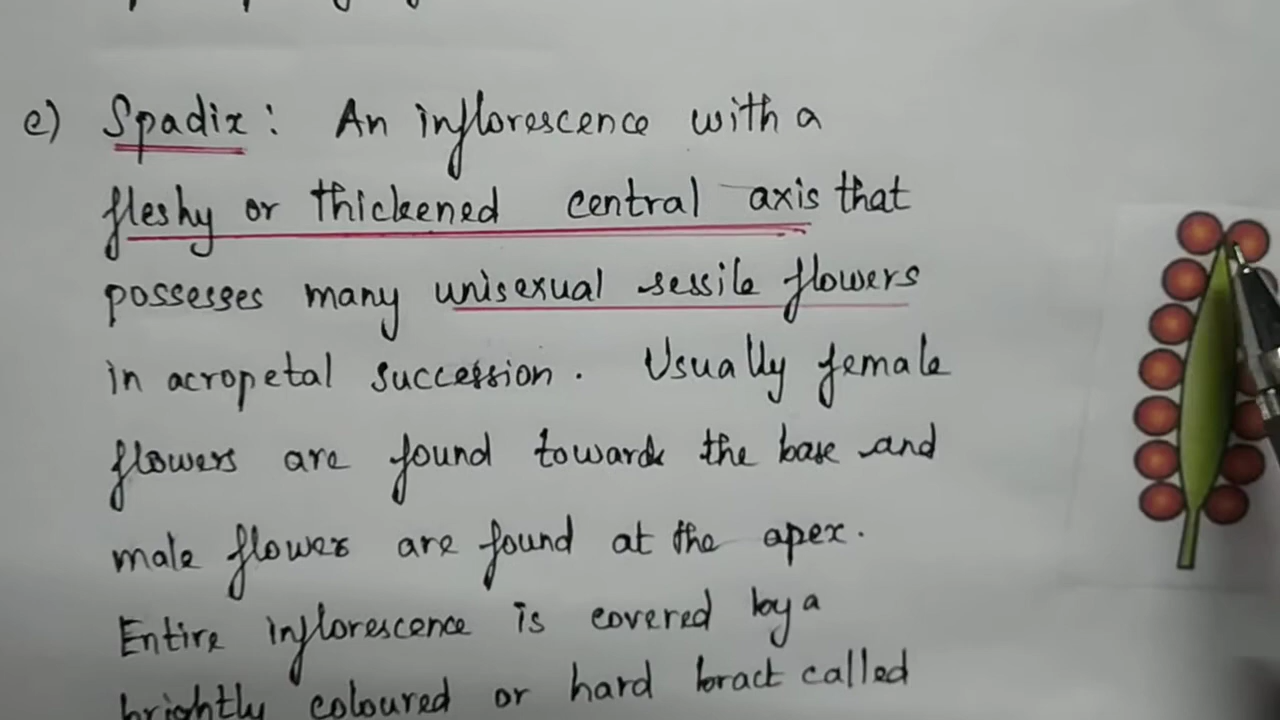 e) Spadix: An inflorescence with a
fleshy or thickened central axis that
possesses many unisexual sessile flowers
in acropetal succession. Usually female
flowers are found towards the base and
male flower are found at the apex.
Entire inflorescence is covered by a
brightly coloured or hard bract called